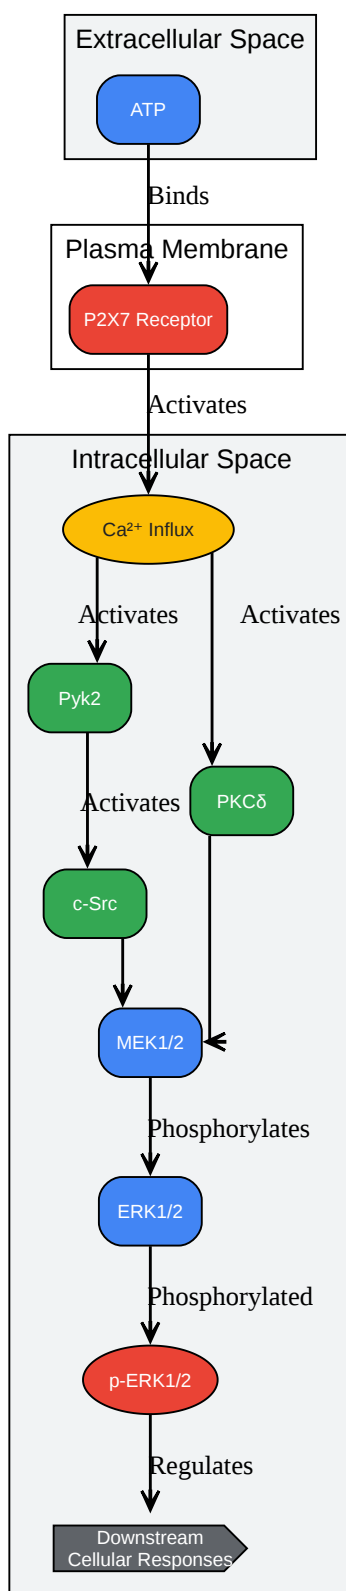 Extracellular Space
ATP
Binds
Plasma Membrane
P2X7 Receptor
Activates
Intracellular Space
Ca²⁺ Influx
Activates
Activates
Pyk2
Activates
PKCδ
c-Src
MEK1/2
Phosphorylates
ERK1/2
Phosphorylated
p-ERK1/2
Regulates
Downstream
Cellular Responses